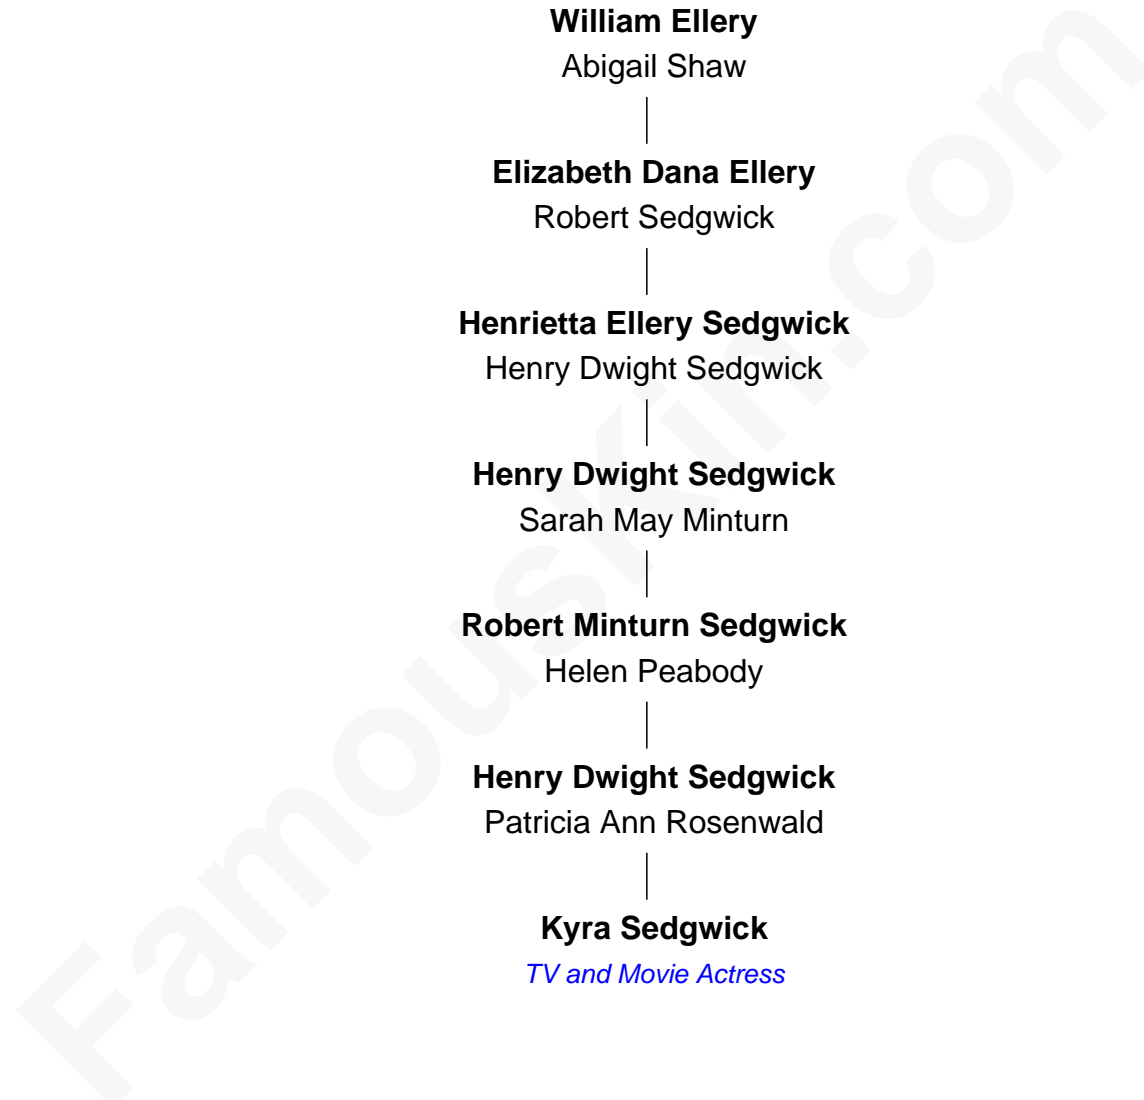 William Ellery
Abigail Shaw
Elizabeth Dana Ellery
Robert Sedgwick
Henrietta Ellery Sedgwick
Henry Dwight Sedgwick
Henry Dwight Sedgwick
Sarah May Minturn
Robert Minturn Sedgwick
Helen Peabody
Henry Dwight Sedgwick
Patricia Ann Rosenwald
Kyra Sedgwick
TV and Movie Actress
FamousKin.com